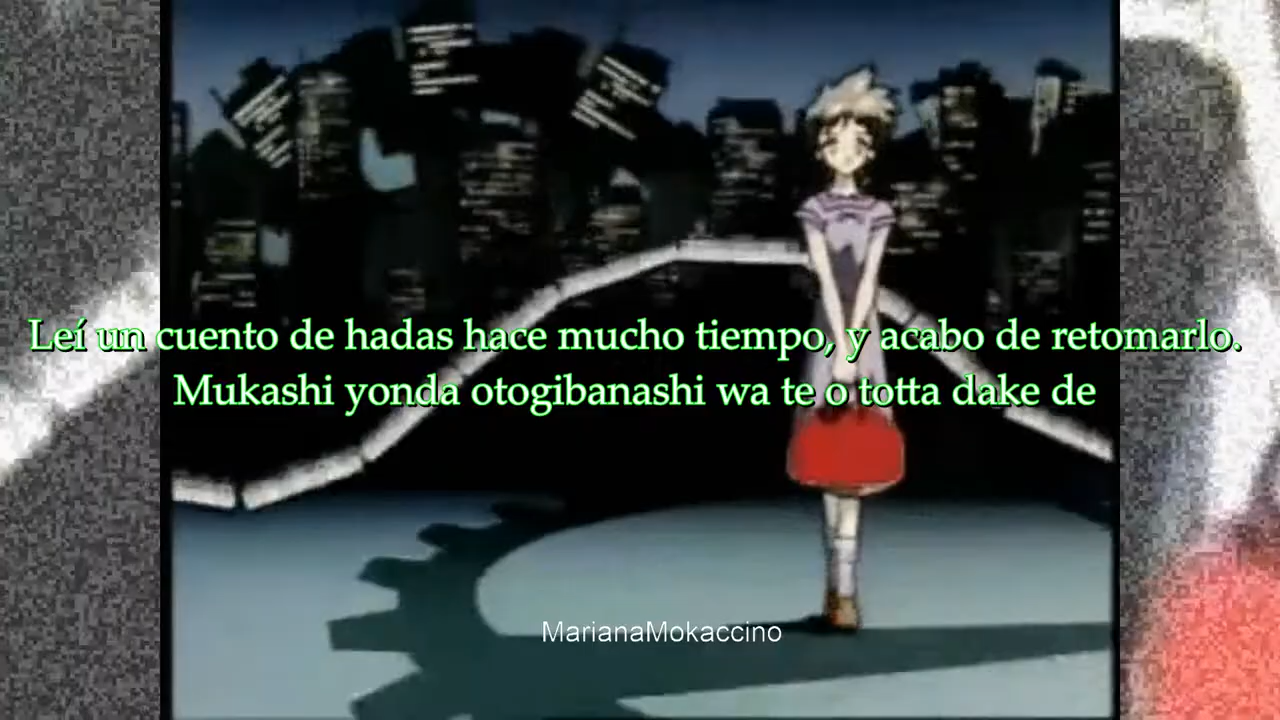 Leí un cuento de hadas hace mucho tiempo, y acabo de retomarlo.
Mukashi yonda otogibanashi wa te o totta dake de
MarianaMokaccino